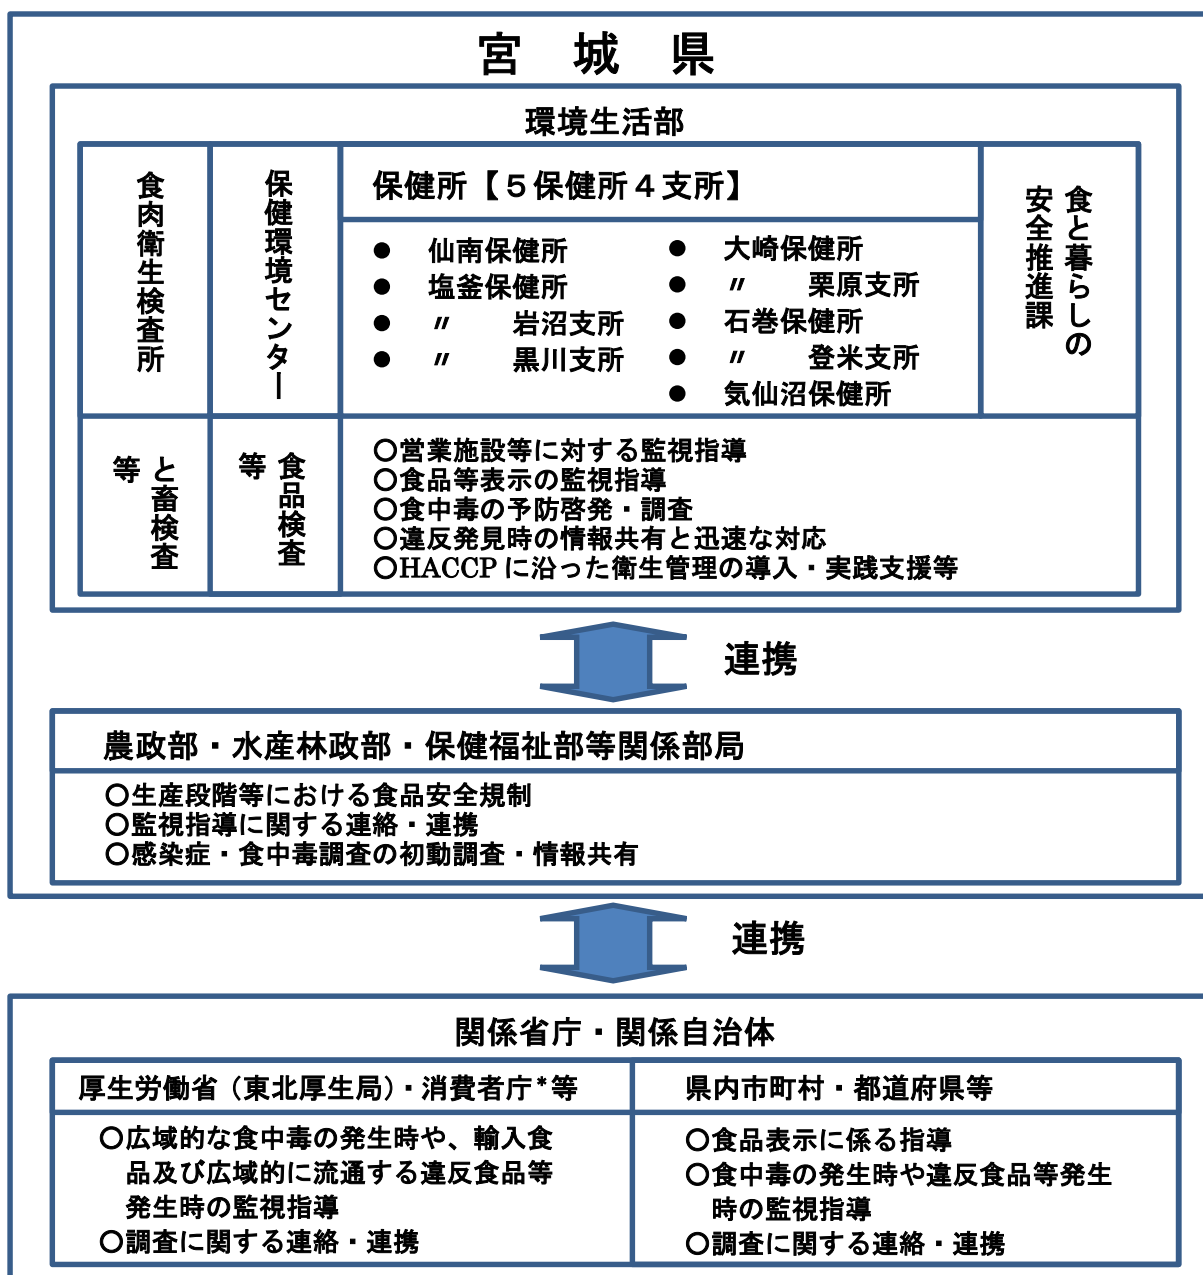 宮 城 県
環境生活部
食肉衛生検査所
保健環境センター
保健所【5保健所4支所】
● 仙南保健所
● 塩釜保健所
● 〃 岩沼支所
● 〃 黒川支所
● 大崎保健所
● 〃 栗原支所
● 石巻保健所
● 〃 登米支所
● 気仙沼保健所
食と暮らしの
安全推進課
と畜検査
等
食品検査
等
○営業施設等に対する監視指導
○食品等表示の監視指導
○食中毒の予防啓発・調査
○違反発見時の情報共有と迅速な対応
○HACCP に沿った衛生管理の導入・実践支援等
連携
農政部・水産林政部・保健福祉部等関係部局
○生産段階等における食品安全規制
○監視指導に関する連絡・連携
○感染症・食中毒調査の初動調査・情報共有
連携
関係省庁・関係自治体
厚生労働省（東北厚生局）・消費者庁*等
○広域的な食中毒の発生時や、輸入食
品及び広域的に流通する違反食品等
発生時の監視指導
○調査に関する連絡・連携
県内市町村・都道府県等
○食品表示に係る指導
○食中毒の発生時や違反食品等発生
時の監視指導
○調査に関する連絡・連携